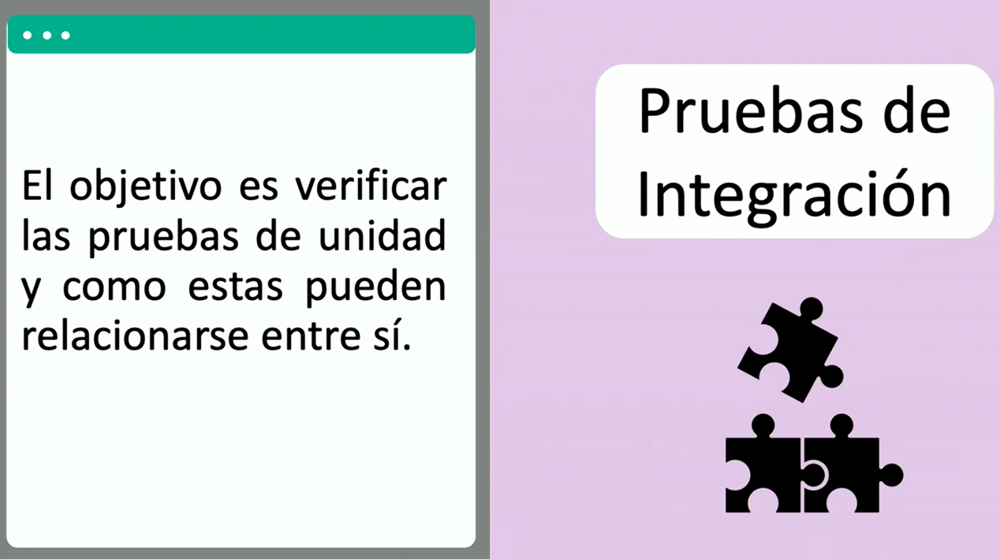 El objetivo es verificar
las pruebas de unidad
y como estas pueden
relacionarse entre sí.
Pruebas de
Integración